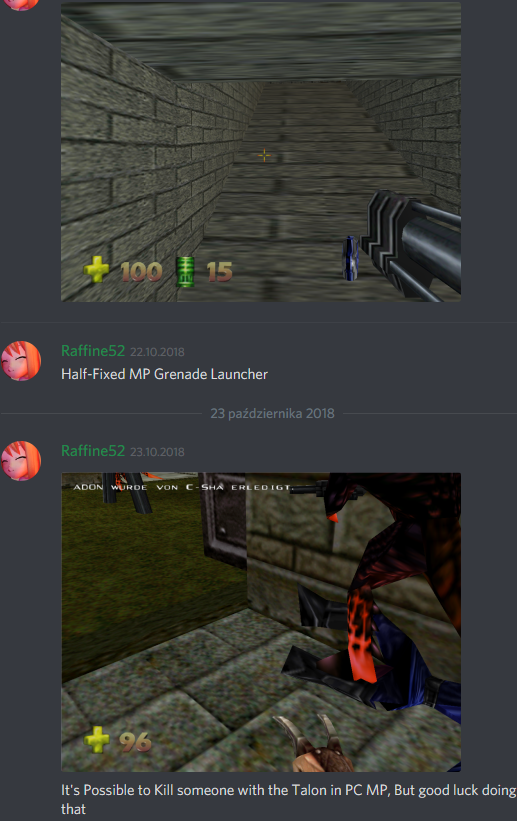 100 15
Raffine52 22.10.2018
Half-Fixed MP Grenade Launcher
23 października 2018
Raffine52 23.10.2018
ADON WURDE VON C-SHA ERLEDIGT.
96
It's Possible to Kill someone with the Talon in PC MP, But good luck doing
that